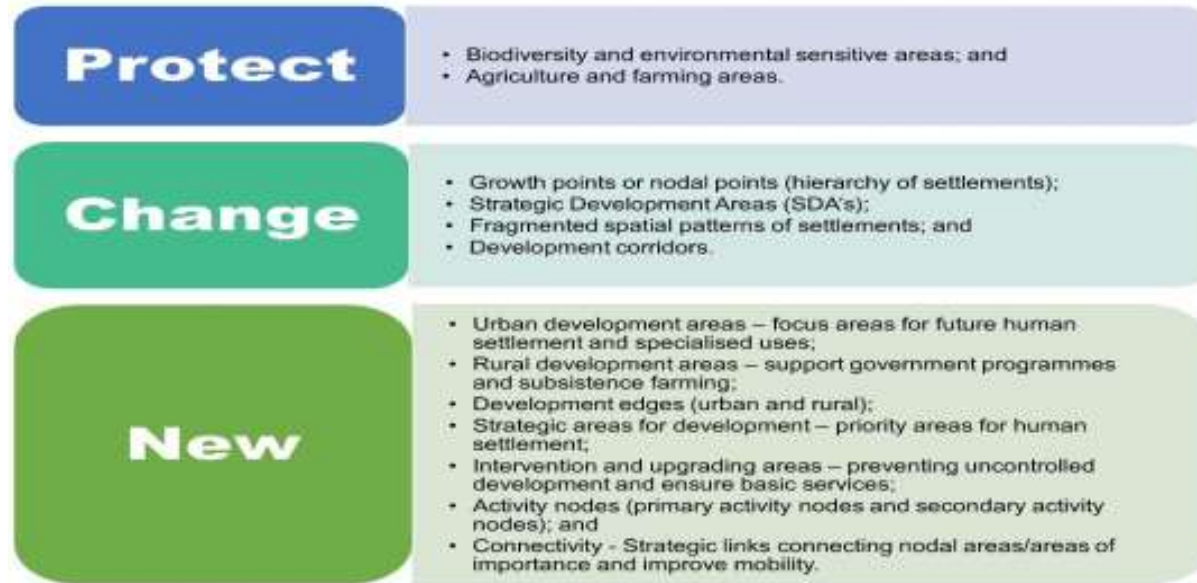 Protect
• Biodiversity and environmental sensitive areas; and
• Agriculture and farming areas.
Change
• Growth points or nodal points (hierarchy of settlements);
• Strategic Development Areas (SDA's);
• Fragmented spatial patterns of settlements; and
• Development corridors.
New
• Urban development areas – focus areas for future human
settlement and specialised uses;
• Rural development areas – support government programmes
and subsistence farming;
• Development edges (urban and rural);
• Strategic areas for development – priority areas for human
settlement;
• Intervention and upgrading areas – preventing uncontrolled
development and ensure basic services;
• Activity nodes (primary activity nodes and secondary activity
nodes); and
• Connectivity - Strategic links connecting nodal areas/areas of
importance and improve mobility.